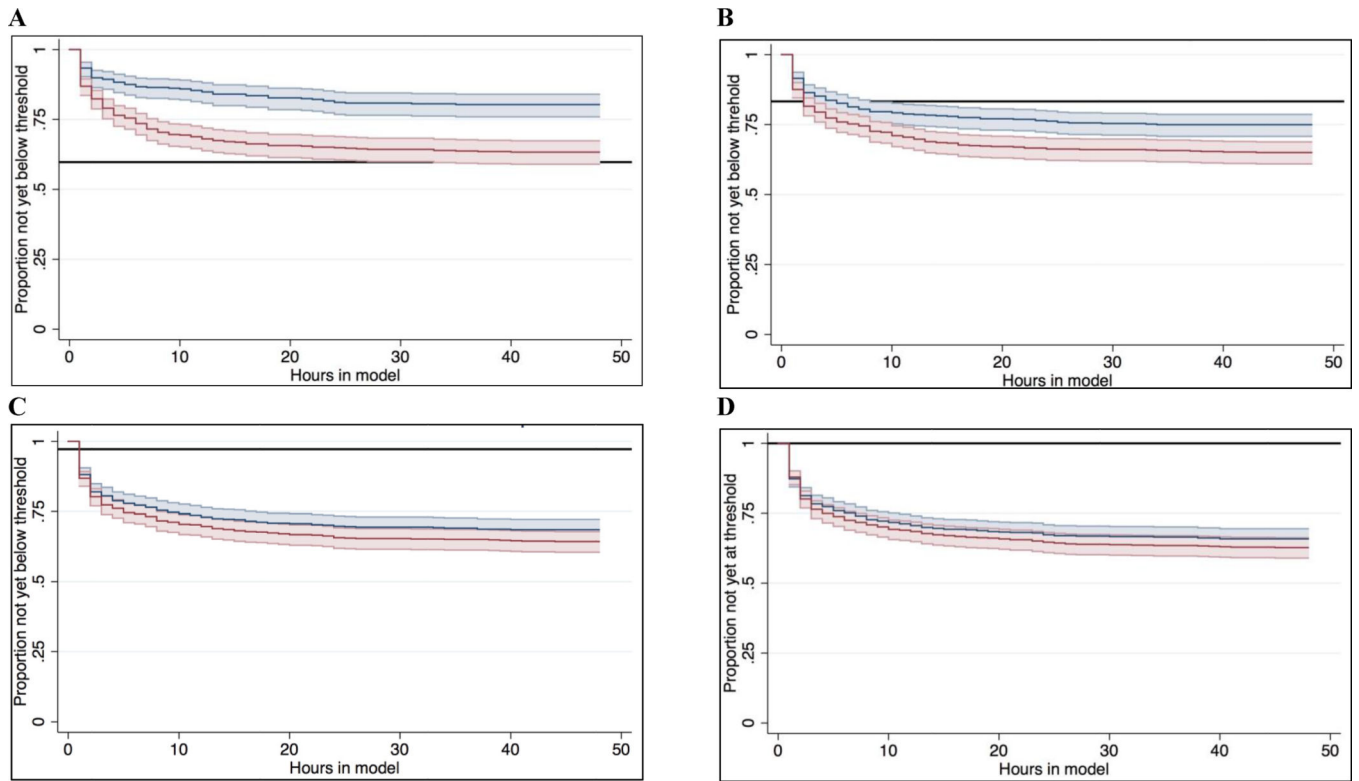 A
Proportion not yet below threshold
1
.75
.5
.25
0
0 10 20 30 40 50
Hours in model
B
Proportion not yet below threhold
1
.75
.5
.25
0
0 10 20 30 40 50
Hours in model
C
Proportion not yet below threshold
1
.75
.5
.25
0
0 10 20 30 40 50
Hours in model
D
Proportion not yet at threshold
1
.75
.5
.25
0
0 10 20 30 40 50
Hours in model